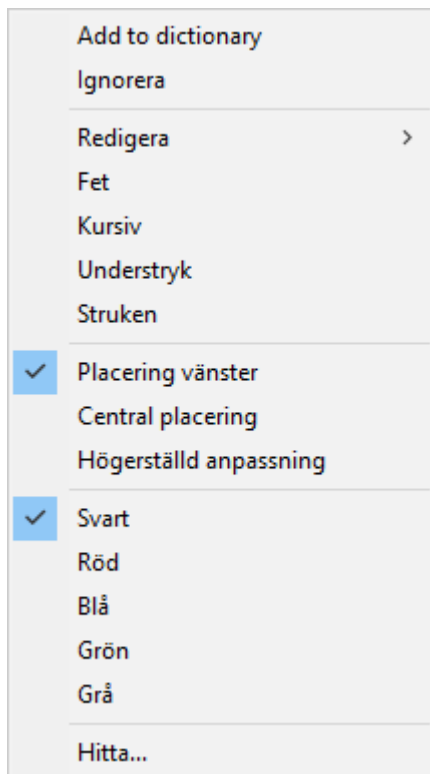 Add to dictionary
Ignorera
Redigera
Fet
Kursiv
Understryk
Struken
Placering vänster
Central placering
Högerställd anpassning
Svart
Röd
Blå
Grön
Grå
Hitta...